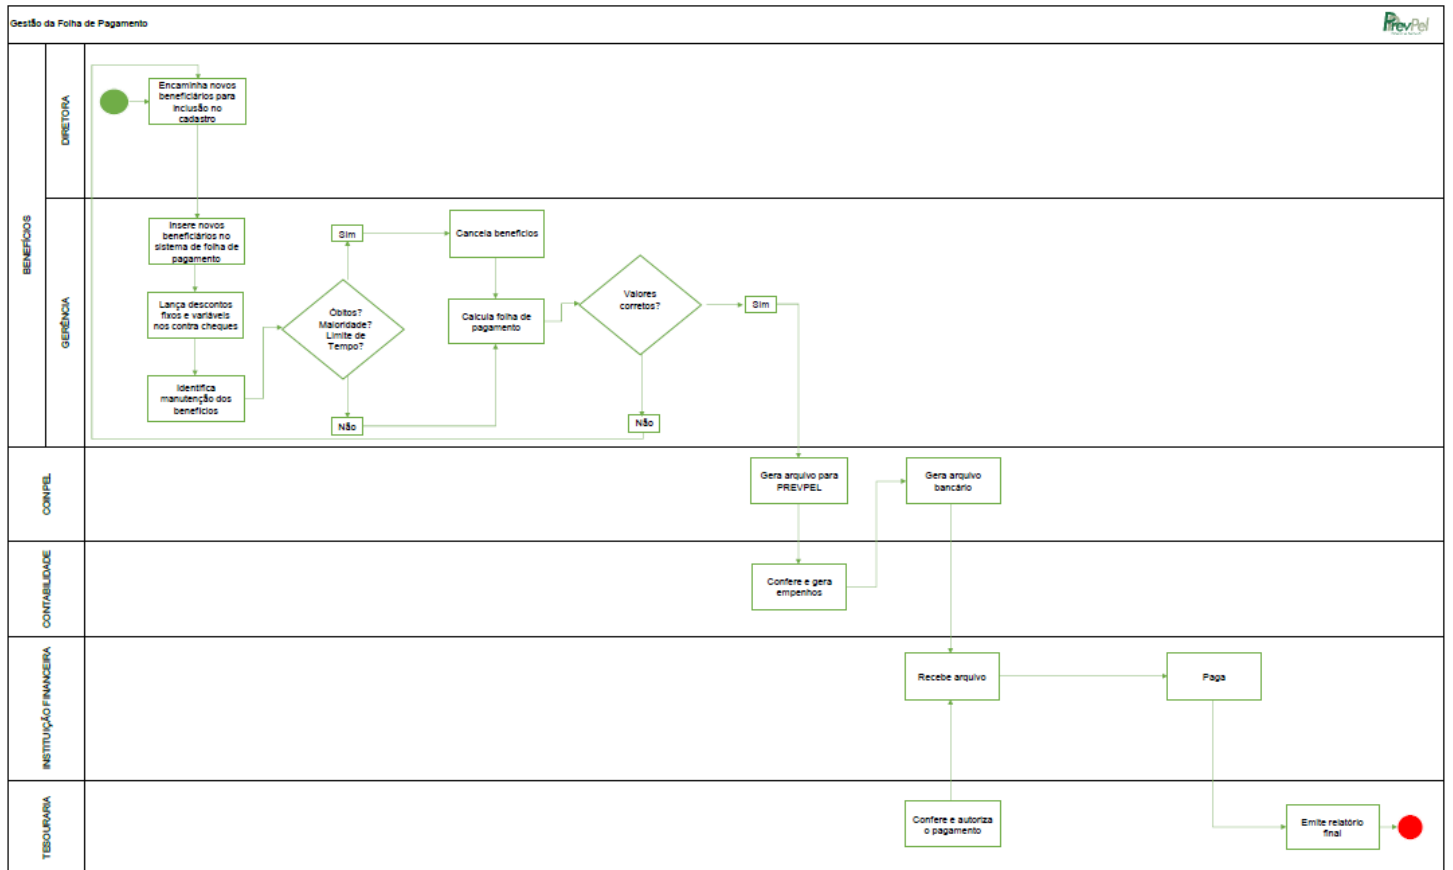 Gestão da Folha de Pagamento
PrevPel
BENEFÍCIOS
DIRETORA
Encaminha novos
beneficiários para
inclusão no
cadastro
GERÊNCIA
Insere novos
beneficiários no
sistema de folha de
pagamento
Lança descontos
fixos e variáveis
nos contra cheques
Identifica
manutenção dos
benefícios
Óbitos?
Maioridade?
Limite de
Tempo?
Sim
Não
Cancela benefícios
Calcula folha de
pagamento
Valores
corretos?
Sim
Não
COINPEL
Gera arquivo para
PREVPEL
Gera arquivo
bancário
CONTABILIDADE
Confere e gera
empenhos
INSTITUIÇÃO FINANCEIRA
Recebe arquivo
Paga
TESOURARIA
Confere e autoriza
o pagamento
Emite relatório
final